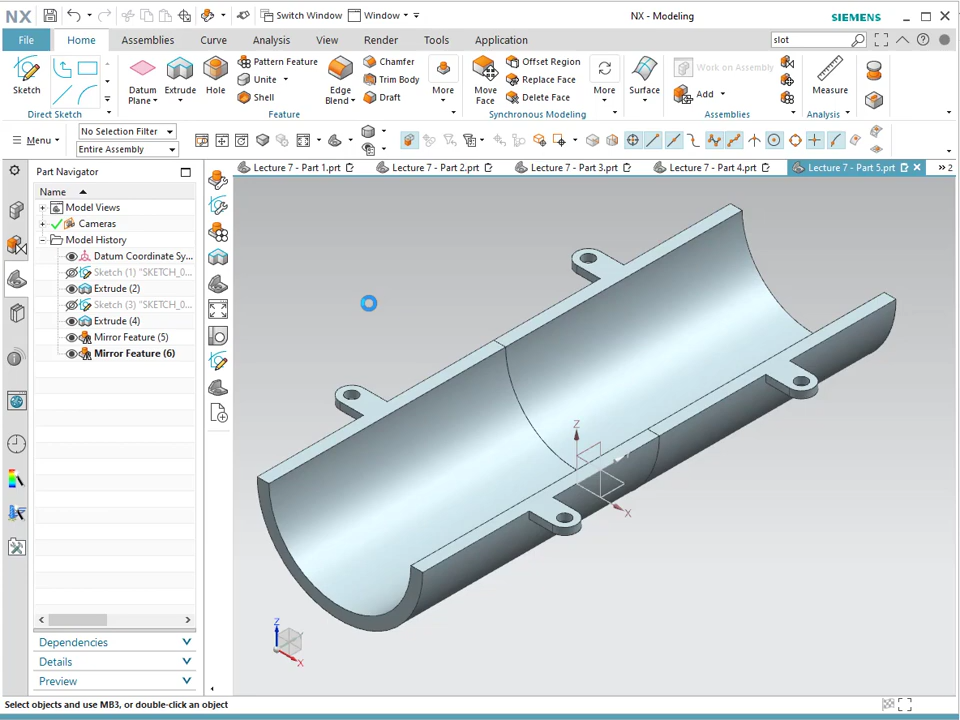 NX
Switch Window
Window
NX - Modeling
SIEMENS
File
Home
Assemblies
Curve
Analysis
View
Render
Tools
Application
slot
Sketch
Direct Sketch
Datum Plane
Extrude
Hole
Pattern Feature
Unite
Shell
Edge Blend
Chamfer
Trim Body
Draft
More
Feature
Move Face
Offset Region
Replace Face
Delete Face
More
Synchronous Modeling
Surface
Work on Assembly
Add
Assemblies
Measure
Analysis
Menu
No Selection Filter
Entire Assembly
Part Navigator
Lecture 7 - Part 1.prt
Lecture 7 - Part 2.prt
Lecture 7 - Part 3.prt
Lecture 7 - Part 4.prt
Lecture 7 - Part 5.prt
2
Name
Model Views
Cameras
Model History
Datum Coordinate Sy...
Sketch (1) "SKETCH_0...
Extrude (2)
Sketch (3) "SKETCH_0...
Extrude (4)
Mirror Feature (5)
Mirror Feature (6)
Z
X
Z
X
Dependencies
Details
Preview
Select objects and use MB3, or double-click an object